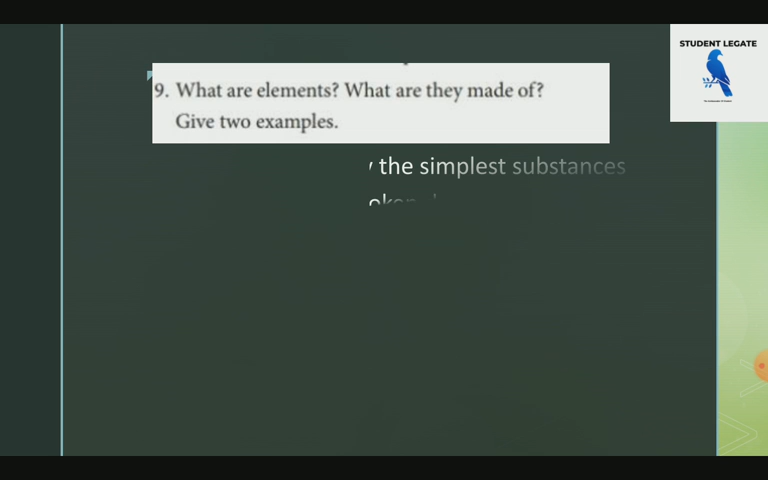 STUDENT LEGATE
9. What are elements? What are they made of?
Give two examples.
the simplest substances